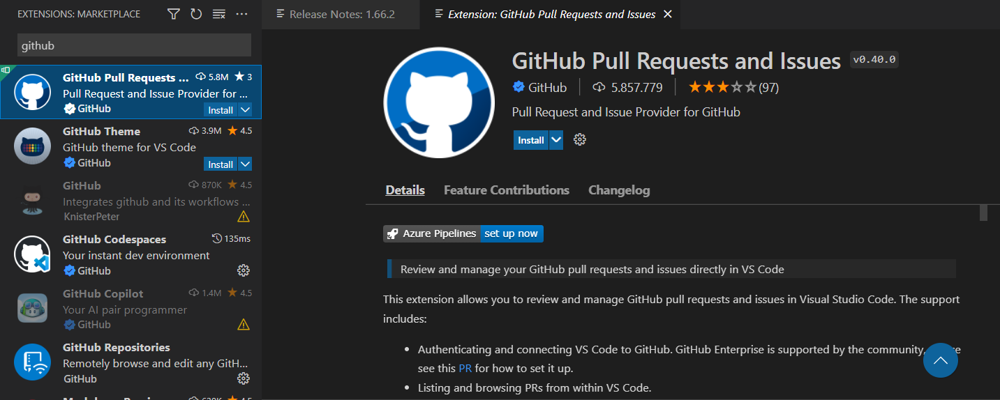 EXTENSIONS: MARKETPLACE
github
GitHub Pull Requests ... 5.8M 3
Pull Request and Issue Provider for ...
GitHub Install
GitHub Theme 3.9M 4.5
GitHub theme for VS Code
GitHub Install
GitHub 870K 4.5
Integrates github and its workflows ...
KnisterPeter
GitHub Codespaces 135ms
Your instant dev environment
GitHub
GitHub Copilot 1.4M 4.5
Your AI pair programmer
GitHub
GitHub Repositories
Remotely browse and edit any GitH...
GitHub
Release Notes: 1.66.2
Extension: GitHub Pull Requests and Issues
GitHub Pull Requests and Issues v0.40.0
GitHub 5.857.779 (97)
Pull Request and Issue Provider for GitHub
Install
Details Feature Contributions Changelog
Azure Pipelines set up now
Review and manage your GitHub pull requests and issues directly in VS Code
This extension allows you to review and manage GitHub pull requests and issues in Visual Studio Code. The support
includes:
• Authenticating and connecting VS Code to GitHub. GitHub Enterprise is supported by the community,
see this PR for how to set it up.
• Listing and browsing PRs from within VS Code.